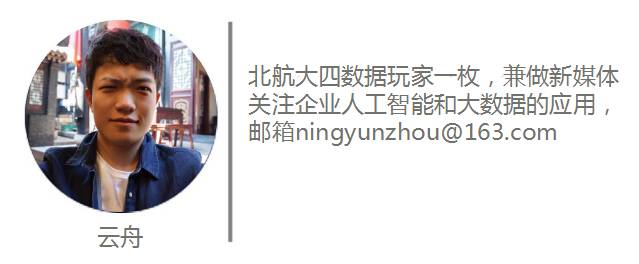 北航大四数据玩家一枚，兼做新媒体
关注企业人工智能和大数据的应用，
邮箱ningyunzhou@163.com
云舟